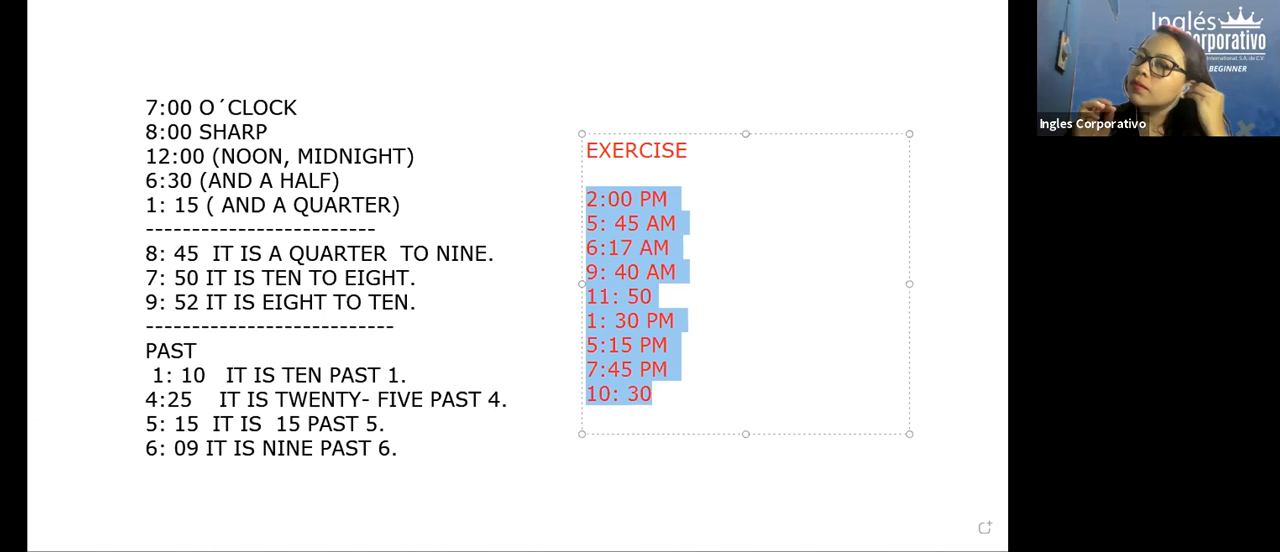 7:00 O´CLOCK
8:00 SHARP
12:00 (NOON, MIDNIGHT)
6:30 (AND A HALF)
1: 15 ( AND A QUARTER)
-------------------------
8: 45 IT IS A QUARTER TO NINE.
7: 50 IT IS TEN TO EIGHT.
9: 52 IT IS EIGHT TO TEN.
---------------------------
PAST
1: 10 IT IS TEN PAST 1.
4:25 IT IS TWENTY- FIVE PAST 4.
5: 15 IT IS 15 PAST 5.
6: 09 IT IS NINE PAST 6.
EXERCISE
2:00 PM
5: 45 AM
6:17 AM
9: 40 AM
11: 50
1: 30 PM
5:15 PM
7:45 PM
10: 30
Inglés
International, S.A. de C.V.
BEGINNER
Ingles Corporativo